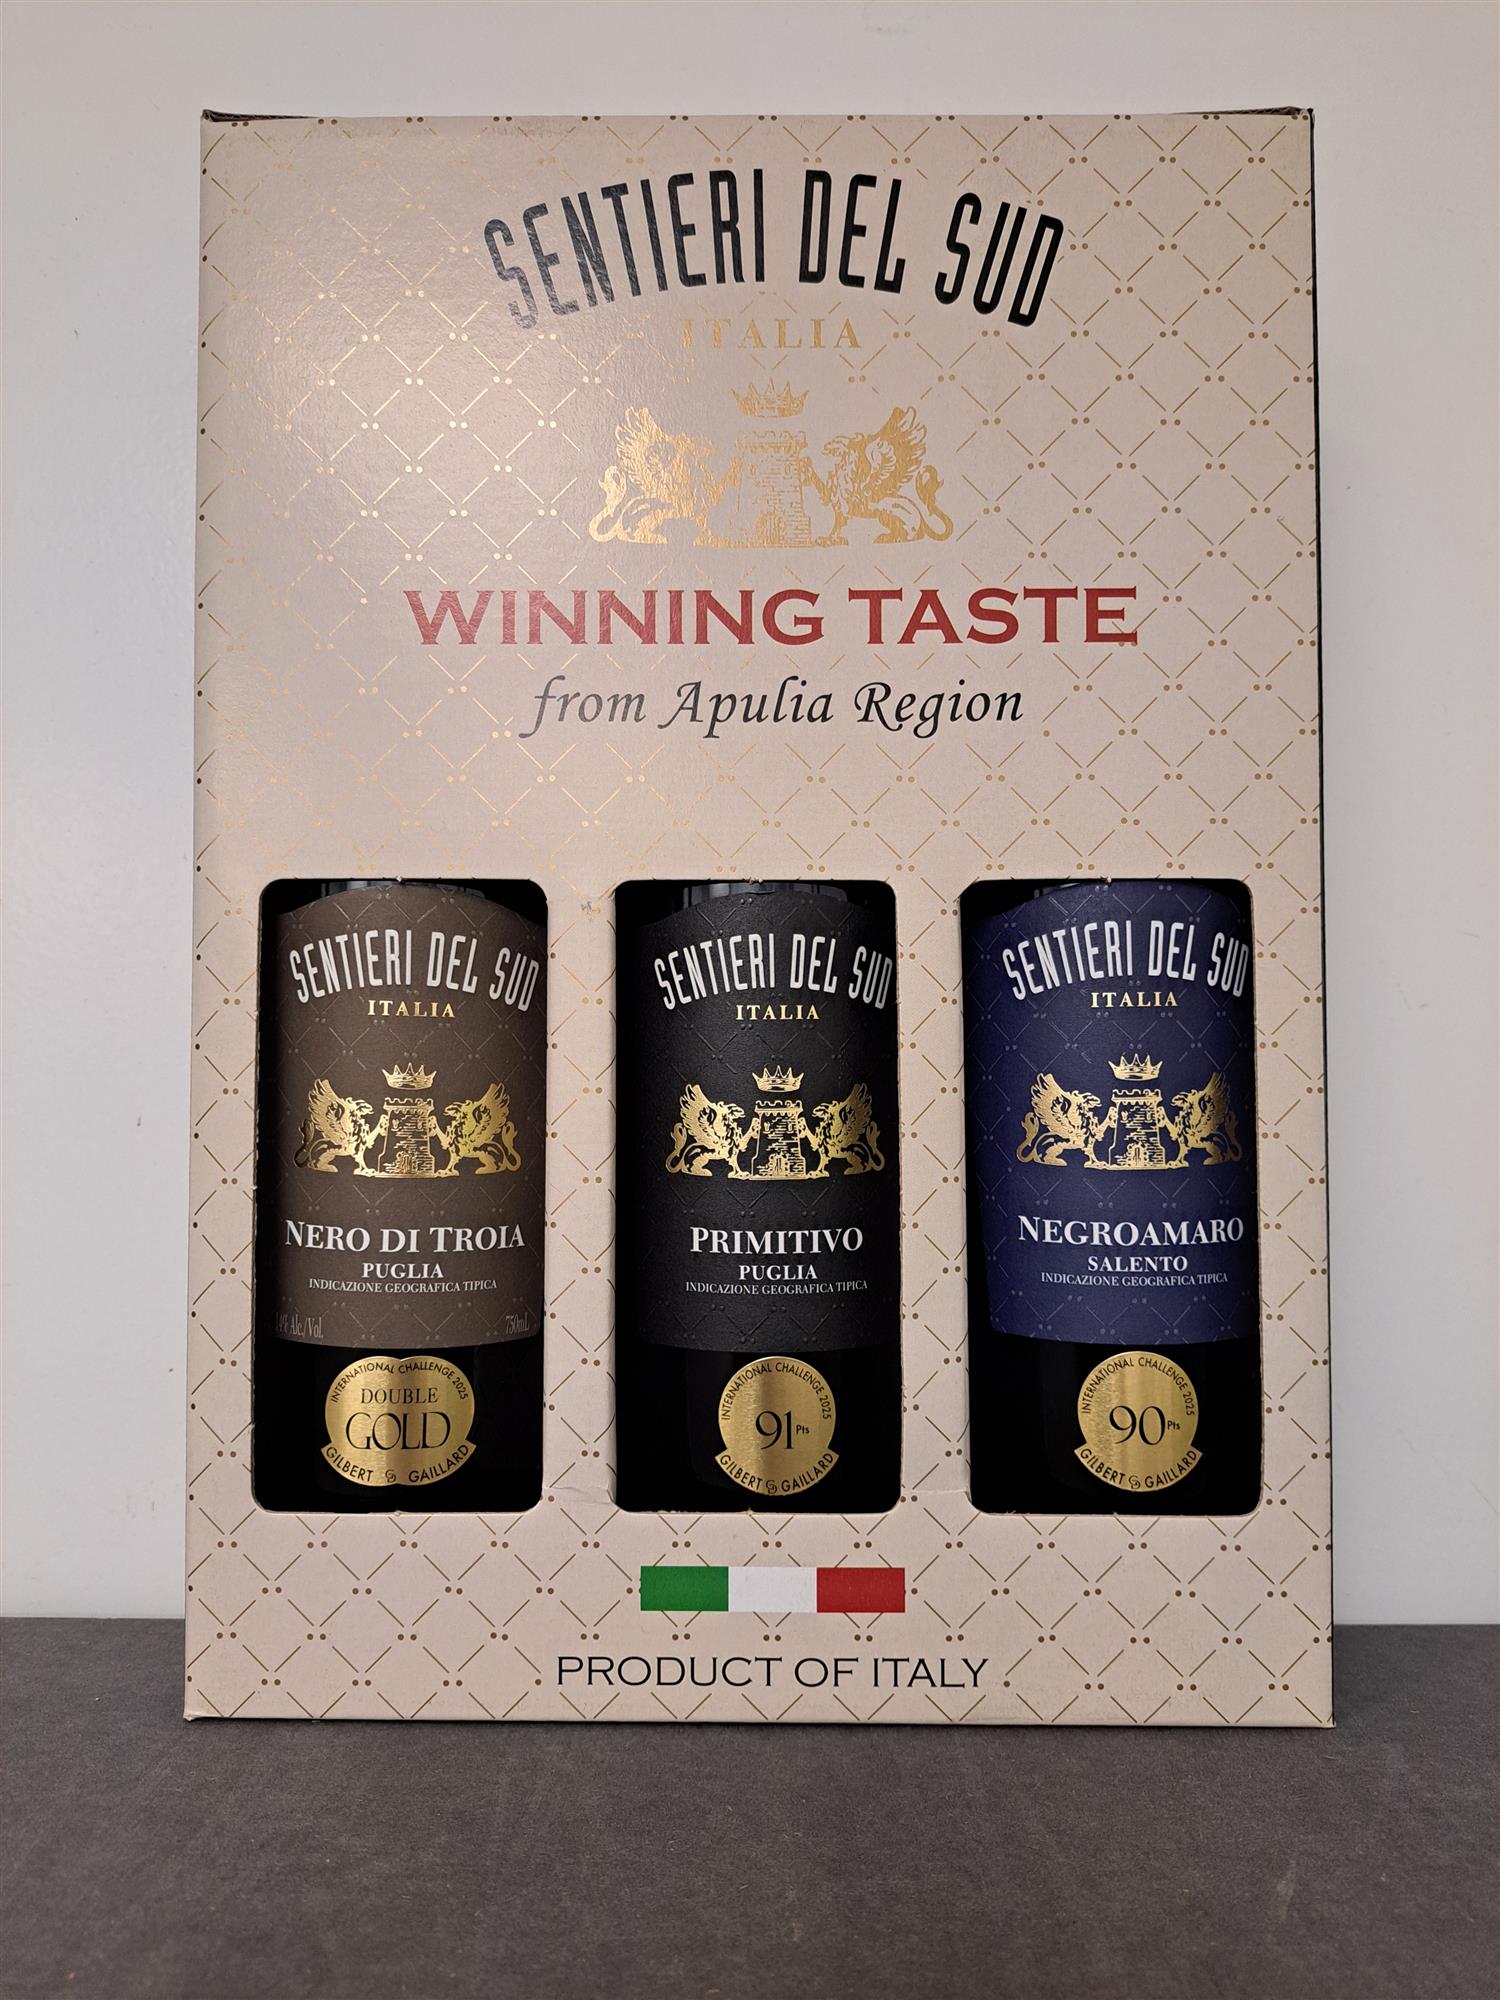 SENTIERI DEL SUD
ITALIA
WINNING TASTE
from Apulia Region
SENTIERI DEL SUD
ITALIA
NERO DI TROIA
PUGLIA
INDICAZIONE GEOGRAFICA TIPICA
14% Alc./Vol. 750mL
INTERNATIONAL CHALLENGE 2025
DOUBLE
GOLD
GILBERT GG GAILLARD
SENTIERI DEL SUD
ITALIA
PRIMITIVO
PUGLIA
INDICAZIONE GEOGRAFICA TIPICA
INTERNATIONAL CHALLENGE 2025
91 Pts
GILBERT GG GAILLARD
SENTIERI DEL SUD
ITALIA
NEGROAMARO
SALENTO
INDICAZIONE GEOGRAFICA TIPICA
INTERNATIONAL CHALLENGE 2025
90 Pts
GILBERT GG GAILLARD
PRODUCT OF ITALY